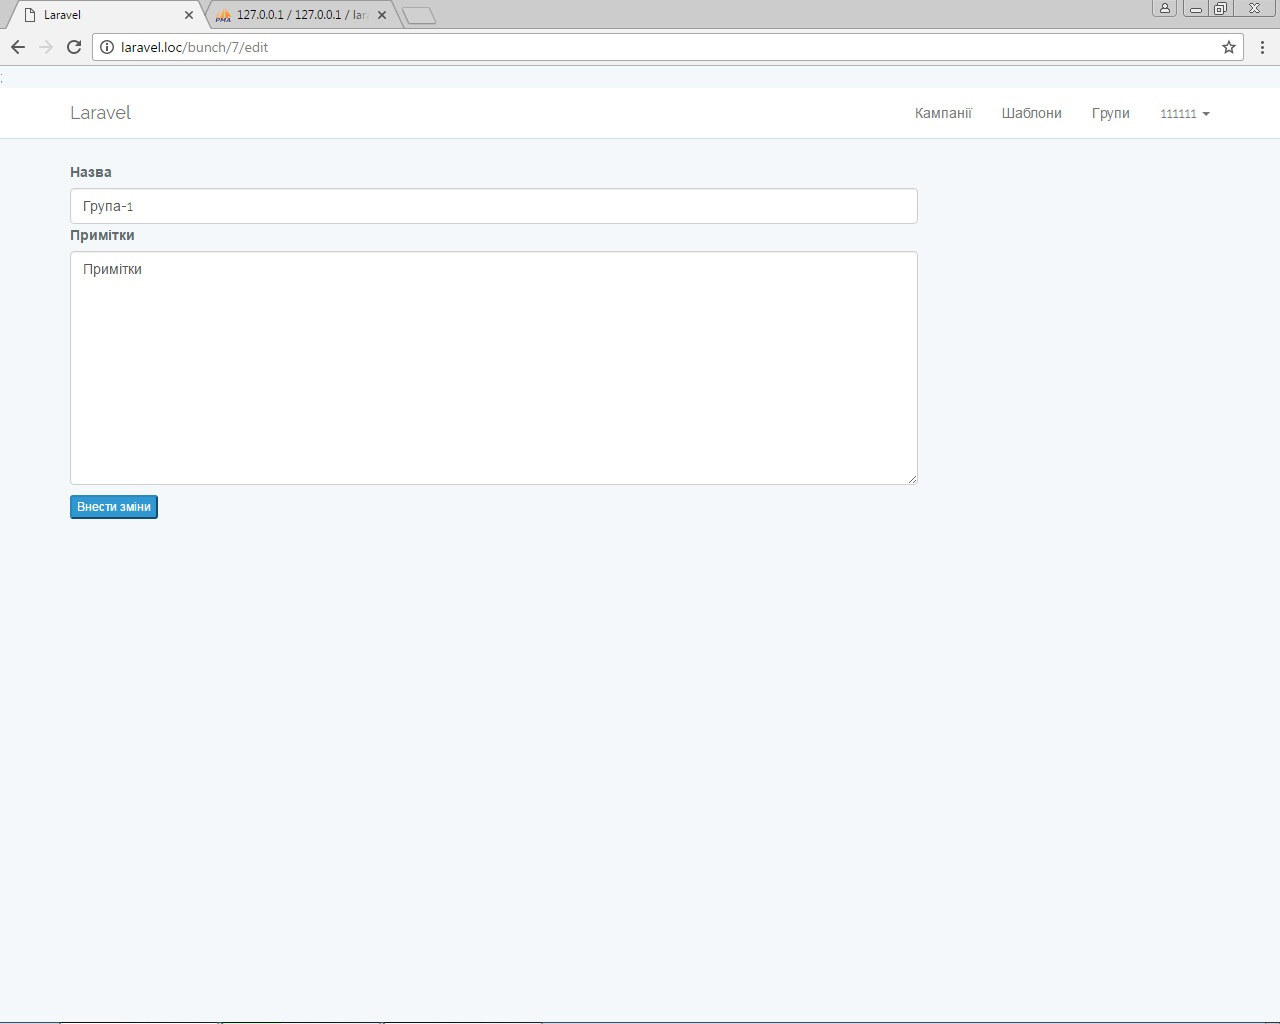 Laravel
127.0.0.1 / 127.0.0.1 / lar
laravel.loc/bunch/7/edit
;
Laravel
Кампанії
Шаблони
Групи
111111
Назва
Група-1
Примітки
Примітки
Внести зміни